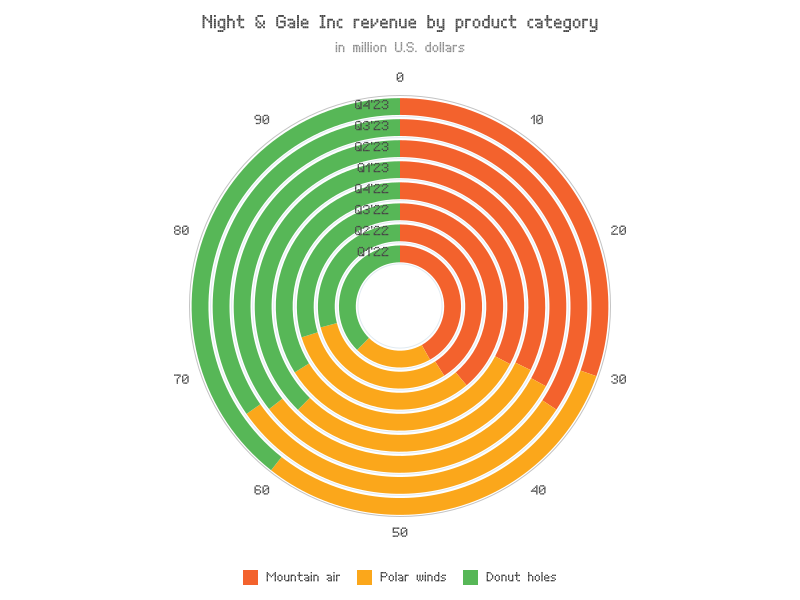 Night & Gale Inc revenue by product category
in million U.S. dollars
0
10
20
30
40
50
60
70
80
90
Q4'23
Q3'23
Q2'23
Q1'23
Q4'22
Q3'22
Q2'22
Q1'22
Mountain air
Polar winds
Donut holes